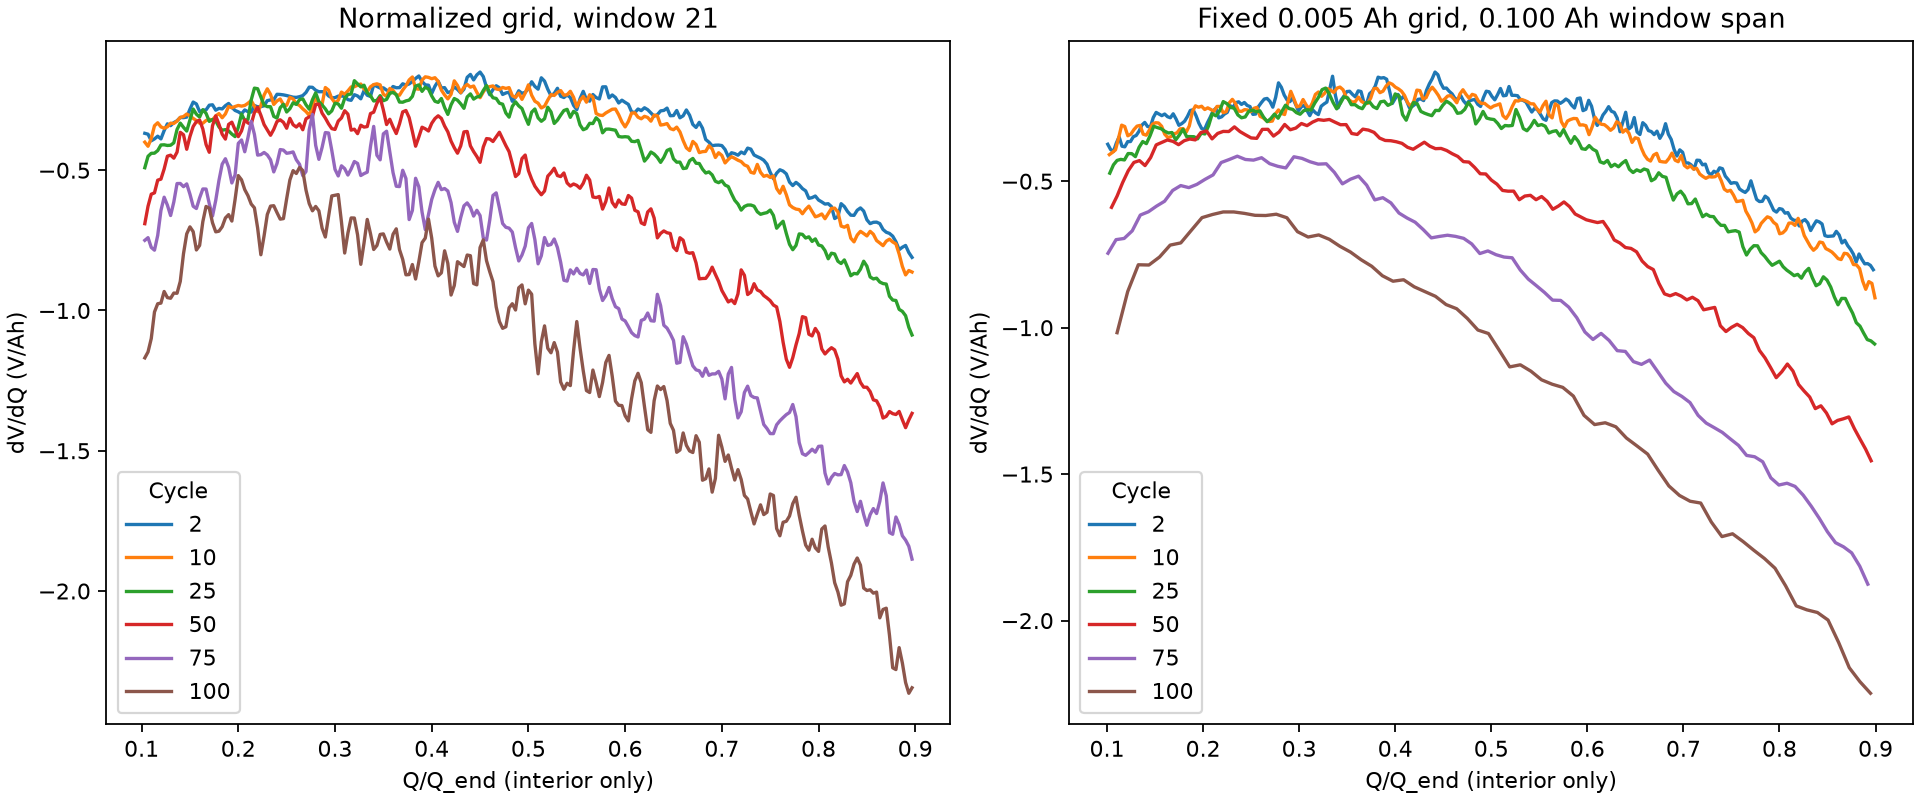 Normalized grid, window 21
dV/dQ (V/Ah)
−0.5
−1.0
−1.5
−2.0
Cycle
2
10
25
50
75
100
0.1 0.2 0.3 0.4 0.5 0.6 0.7 0.8 0.9
Q/Q_end (interior only)
Fixed 0.005 Ah grid, 0.100 Ah window span
dV/dQ (V/Ah)
−0.5
−1.0
−1.5
−2.0
Cycle
2
10
25
50
75
100
0.1 0.2 0.3 0.4 0.5 0.6 0.7 0.8 0.9
Q/Q_end (interior only)